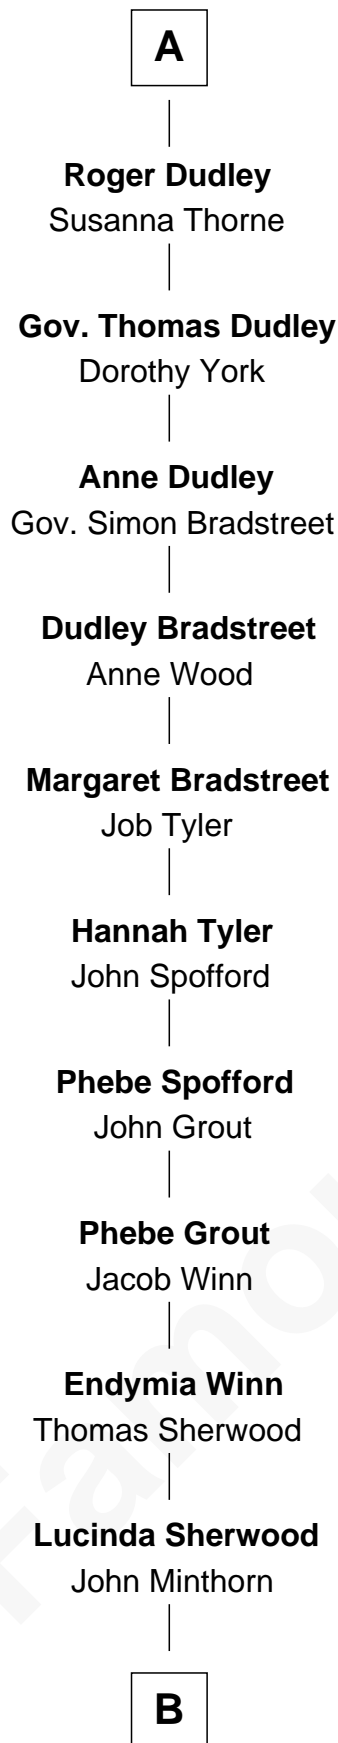 A
Roger Dudley
Susanna Thorne
Gov. Thomas Dudley
Dorothy York
Anne Dudley
Gov. Simon Bradstreet
Dudley Bradstreet
Anne Wood
Margaret Bradstreet
Job Tyler
Hannah Tyler
John Spofford
Phebe Spofford
John Grout
Phebe Grout
Jacob Winn
Endymia Winn
Thomas Sherwood
Lucinda Sherwood
John Minthorn
B